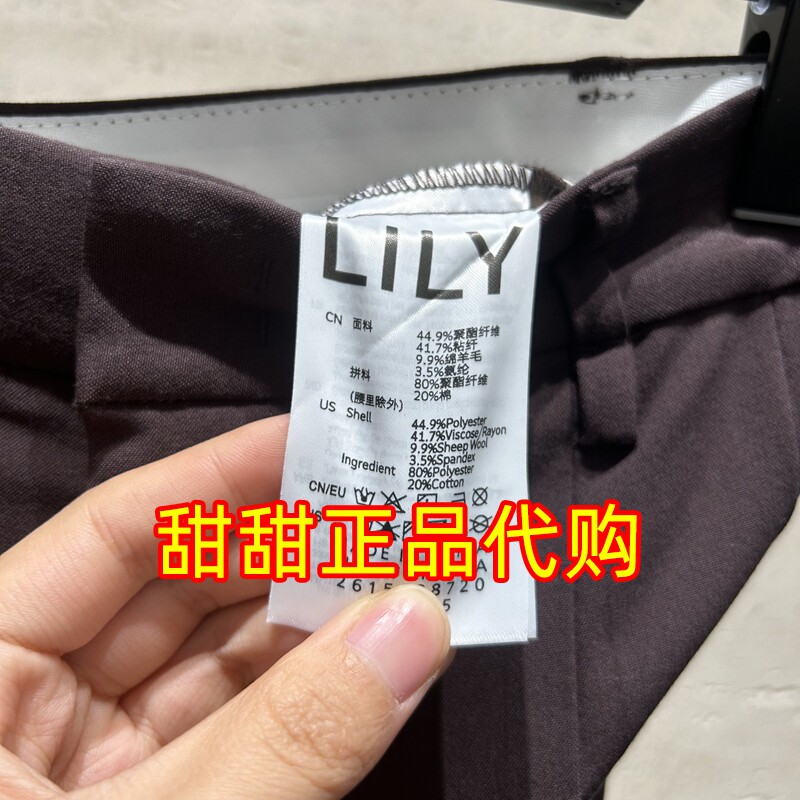 LILY
CN 面料
44.9%聚酯纤维
41.7%粘纤
9.9%绵羊毛
3.5%氨纶
拼料 80%聚酯纤维
(腰里除外) 20%棉
US Shell
44.9%Polyester
41.7%Viscose/Rayon
9.9%Sheep Wool
3.5%Spandex
Ingredient 80%Polyester
20%Cotton
CN/EU
甜甜正品代购